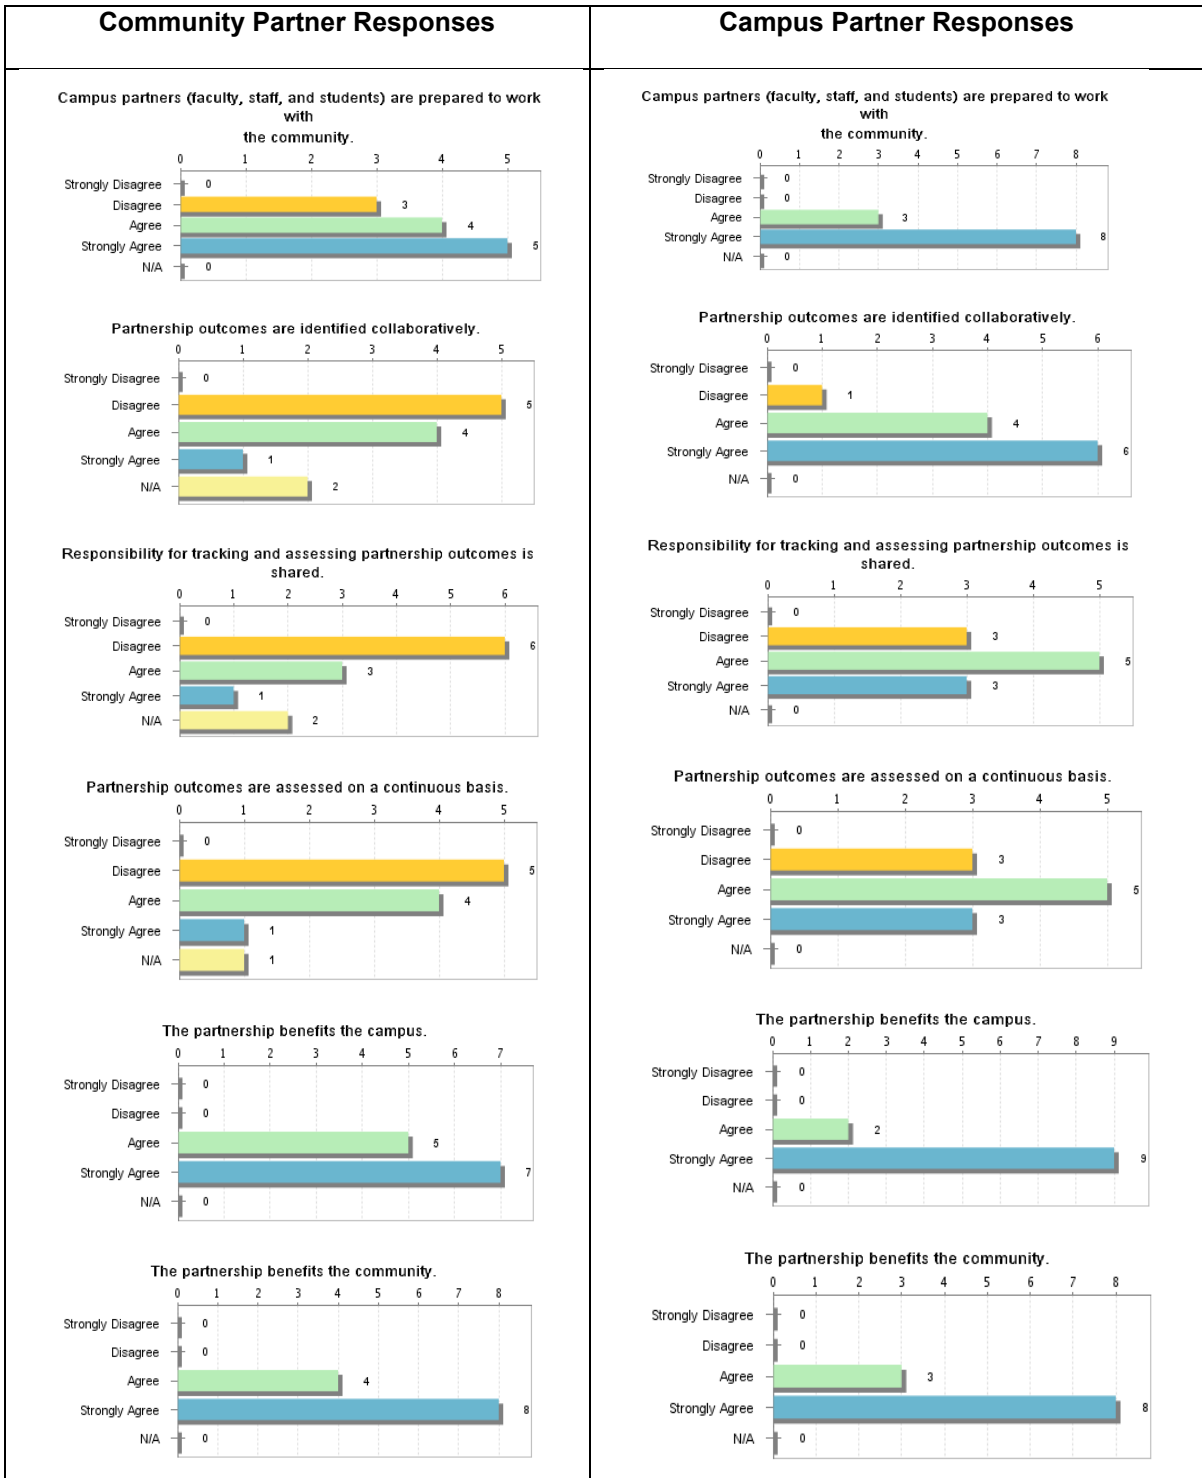 Community Partner Responses
Campus Partner Responses
Campus partners (faculty, staff, and students) are prepared to work
with
the community.
0 1 2 3 4 5
Strongly Disagree 0
Disagree 3
Agree 4
Strongly Agree 5
N/A 0
Partnership outcomes are identified collaboratively.
0 1 2 3 4 5
Strongly Disagree 0
Disagree 5
Agree 4
Strongly Agree 1
N/A 2
Responsibility for tracking and assessing partnership outcomes is
shared.
0 1 2 3 4 5 6
Strongly Disagree 0
Disagree 6
Agree 3
Strongly Agree 1
N/A 2
Partnership outcomes are assessed on a continuous basis.
0 1 2 3 4 5
Strongly Disagree 0
Disagree 5
Agree 4
Strongly Agree 1
N/A 1
The partnership benefits the campus.
0 1 2 3 4 5 6 7
Strongly Disagree 0
Disagree 0
Agree 5
Strongly Agree 7
N/A 0
The partnership benefits the community.
0 1 2 3 4 5 6 7 8
Strongly Disagree 0
Disagree 0
Agree 4
Strongly Agree 8
N/A 0
Campus partners (faculty, staff, and students) are prepared to work
with
the community.
0 1 2 3 4 5 6 7 8
Strongly Disagree 0
Disagree 0
Agree 3
Strongly Agree 8
N/A 0
Partnership outcomes are identified collaboratively.
0 1 2 3 4 5 6
Strongly Disagree 0
Disagree 1
Agree 4
Strongly Agree 6
N/A 0
Responsibility for tracking and assessing partnership outcomes is
shared.
0 1 2 3 4 5
Strongly Disagree 0
Disagree 3
Agree 5
Strongly Agree 3
N/A 0
Partnership outcomes are assessed on a continuous basis.
0 1 2 3 4 5
Strongly Disagree 0
Disagree 3
Agree 5
Strongly Agree 3
N/A 0
The partnership benefits the campus.
0 1 2 3 4 5 6 7 8 9
Strongly Disagree 0
Disagree 0
Agree 2
Strongly Agree 9
N/A 0
The partnership benefits the community.
0 1 2 3 4 5 6 7 8
Strongly Disagree 0
Disagree 0
Agree 3
Strongly Agree 8
N/A 0